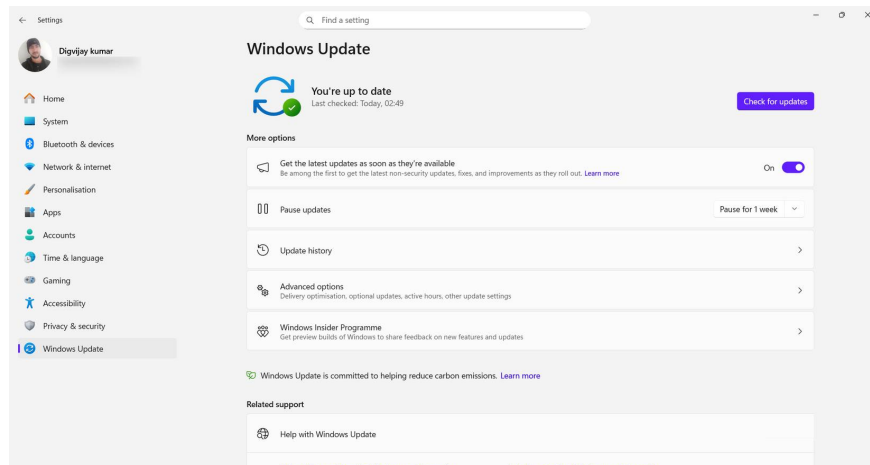 Settings
Find a setting
Digvijay kumar
Home
System
Bluetooth & devices
Network & internet
Personalisation
Apps
Accounts
Time & language
Gaming
Accessibility
Privacy & security
Windows Update
Windows Update
You're up to date
Last checked: Today, 02:49
Check for updates
More options
Get the latest updates as soon as they're available
Be among the first to get the latest non-security updates, fixes, and improvements as they roll out. Learn more
On
Pause updates
Pause for 1 week
Update history
Advanced options
Delivery optimisation, optional updates, active hours, other update settings
Windows Insider Programme
Get preview builds of Windows to share feedback on new features and updates
Windows Update is committed to helping reduce carbon emissions. Learn more
Related support
Help with Windows Update